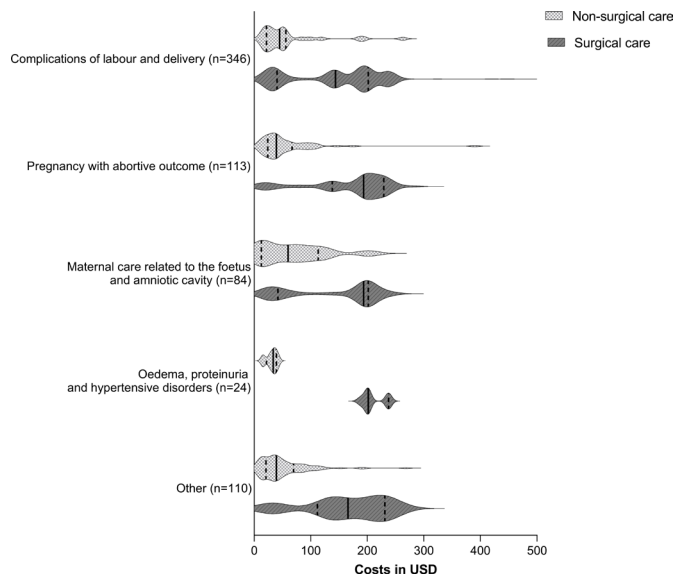 Non-surgical care
Surgical care
Complications of labour and delivery (n=346)
Pregnancy with abortive outcome (n=113)
Maternal care related to the foetus
and amniotic cavity (n=84)
Oedema, proteinuria
and hypertensive disorders (n=24)
Other (n=110)
0 100 200 300 400 500
Costs in USD